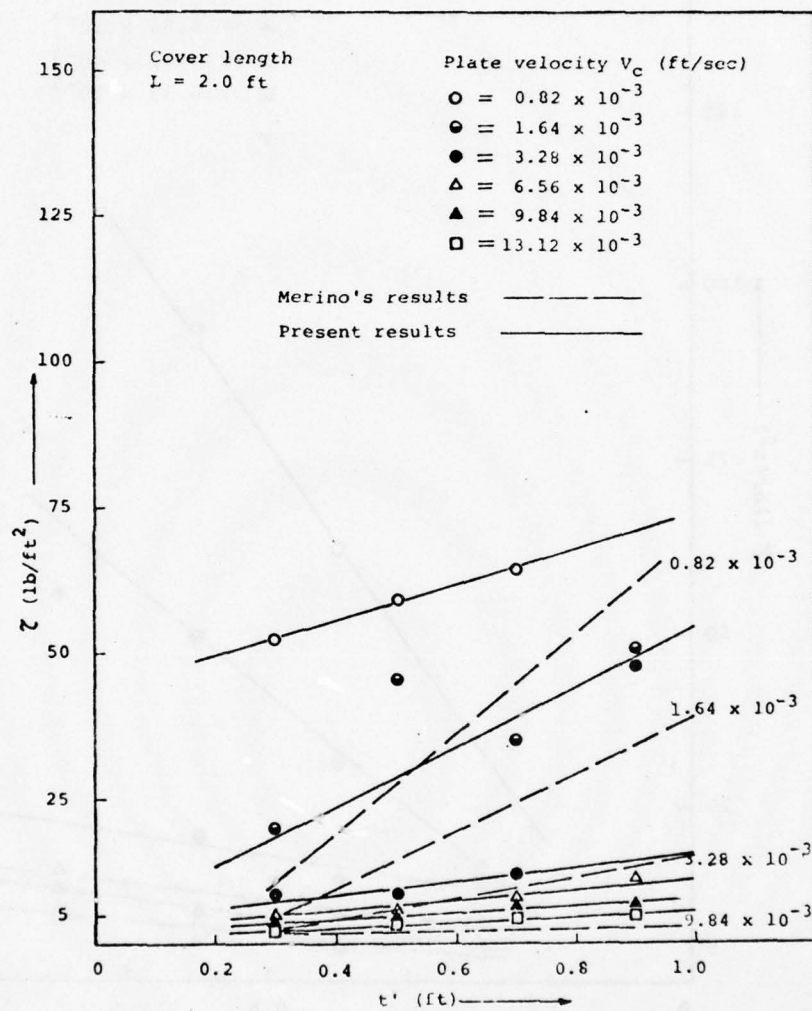 Cover length
L = 2.0 ft
Plate velocity V_c (ft/sec)
○ = 0.82 x 10^-3
◒ = 1.64 x 10^-3
● = 3.28 x 10^-3
△ = 6.56 x 10^-3
▲ = 9.84 x 10^-3
□ = 13.12 x 10^-3
Merino's results
Present results
150
125
100
75
50
25
5
τ (lb/ft^2)
0.82 x 10^-3
1.64 x 10^-3
3.28 x 10^-3
9.84 x 10^-3
0
0.2
0.4
0.6
0.8
1.0
t' (ft)